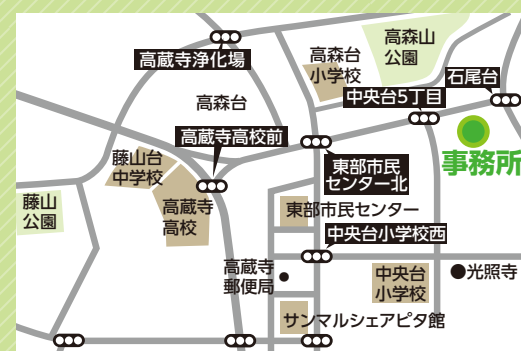 高森山
公園
高蔵寺浄化場
高森台
小学校
石尾台
中央台5丁目
高森台
高蔵寺高校前
事務所
藤山台
中学校
東部市民
センター北
藤山
公園
高蔵寺
高校
東部市民センター
中央台小学校西
高蔵寺
郵便局
中央台
小学校
光照寺
サンマルシェアピタ館